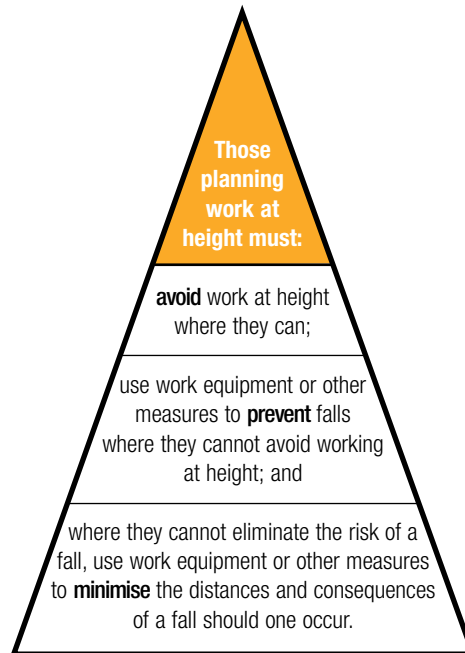 Those
planning
work at
height must:
avoid work at height
where they can;
use work equipment or other
measures to prevent falls
where they cannot avoid working
at height; and
where they cannot eliminate the risk of a
fall, use work equipment or other measures
to minimise the distances and consequences
of a fall should one occur.